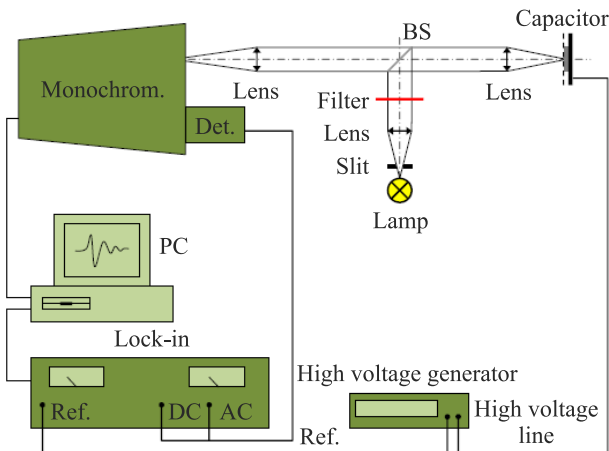 Capacitor
BS
Lens
Lens
Monochrom.
Filter
Det.
Lens
Slit
Lamp
PC
Lock-in
High voltage generator
Ref.
DC
AC
Ref.
High voltage
line